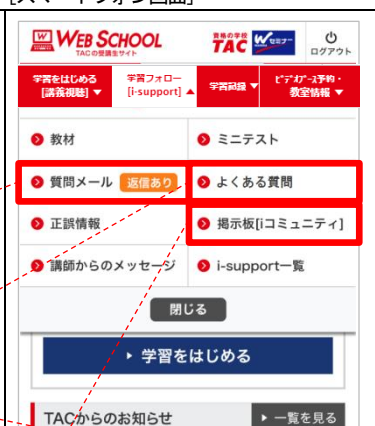 [スマートフォン画面]
WEB SCHOOL
TACの受講生サイト
資格の学校
TAC Wセミナー
ログアウト
学習をはじめる
[講義視聴] ▼
学習フォロー
[i-support] ▲
学習記録 ▼
ビデオブース予約・
教室情報 ▼
教材
ミニテスト
質問メール 返信あり
よくある質問
正誤情報
掲示板[iコミュニティ]
講師からのメッセージ
i-support一覧
閉じる
学習をはじめる
TACからのお知らせ
一覧を見る